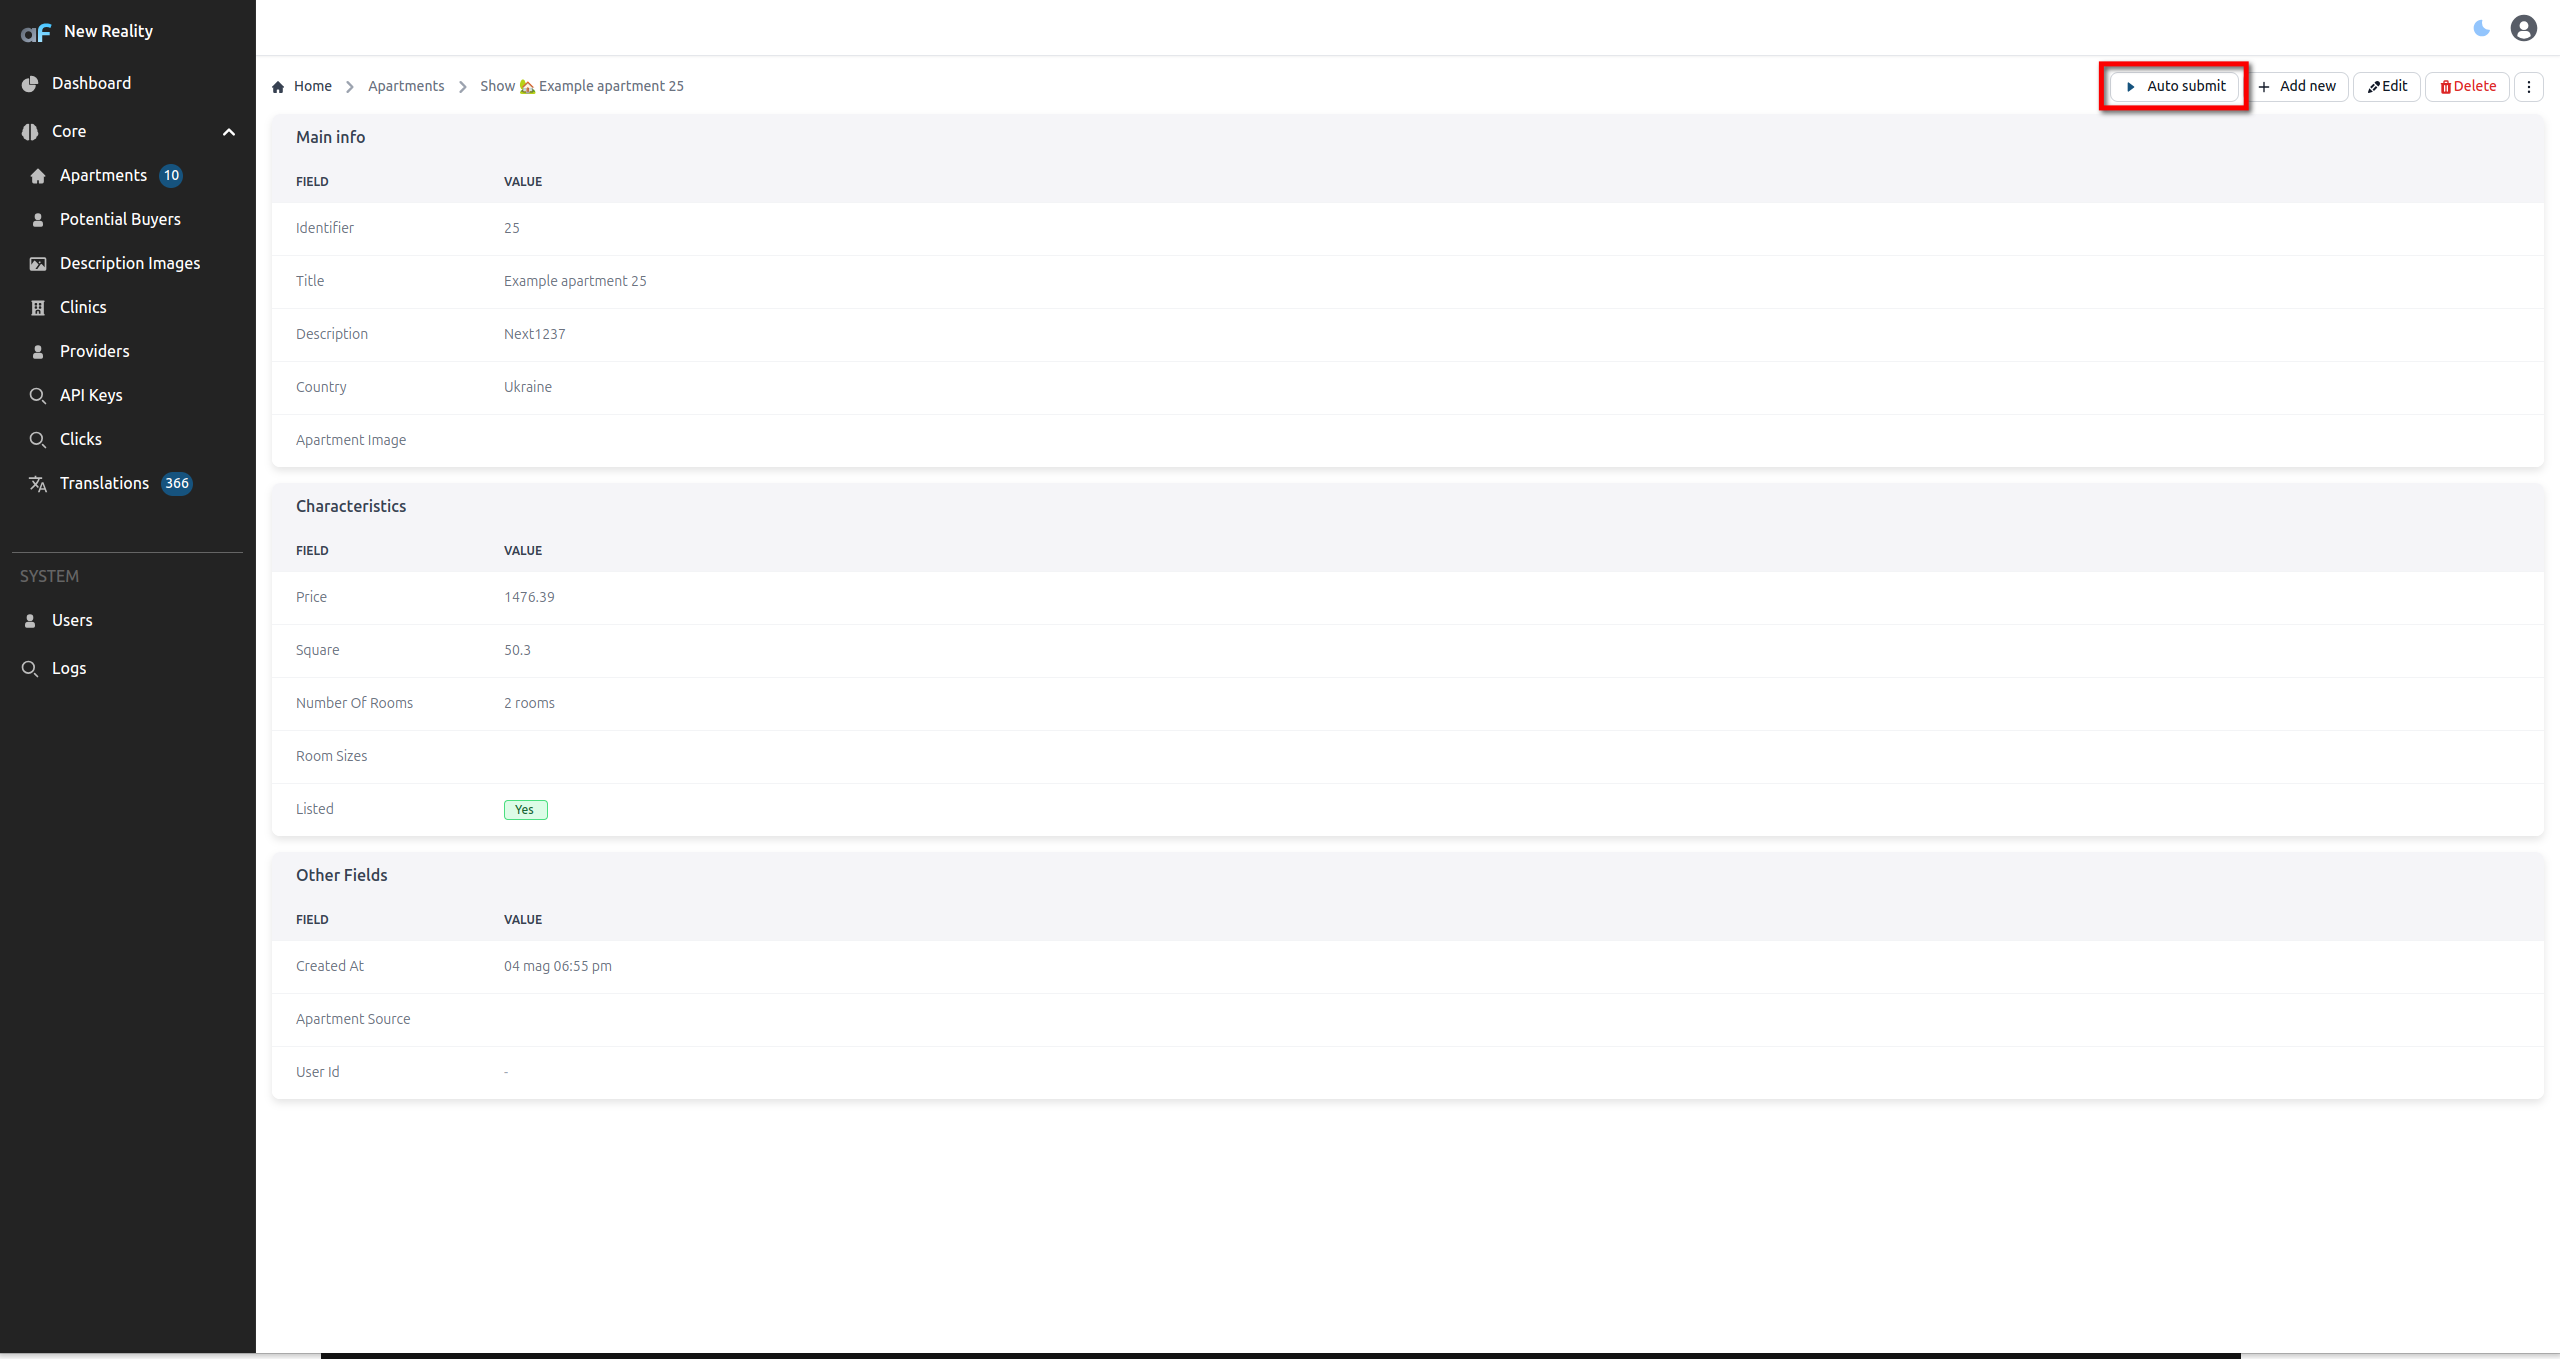 aF New Reality
Dashboard
Core
Apartments 10
Potential Buyers
Description Images
Clinics
Providers
API Keys
Clicks
Translations 366
SYSTEM
Users
Logs
Home Apartments Show 🏡 Example apartment 25
Auto submit + Add new Edit Delete
Main info
FIELD VALUE
Identifier 25
Title Example apartment 25
Description Next1237
Country Ukraine
Apartment Image
Characteristics
FIELD VALUE
Price 1476.39
Square 50.3
Number Of Rooms 2 rooms
Room Sizes
Listed Yes
Other Fields
FIELD VALUE
Created At 04 mag 06:55 pm
Apartment Source
User Id -